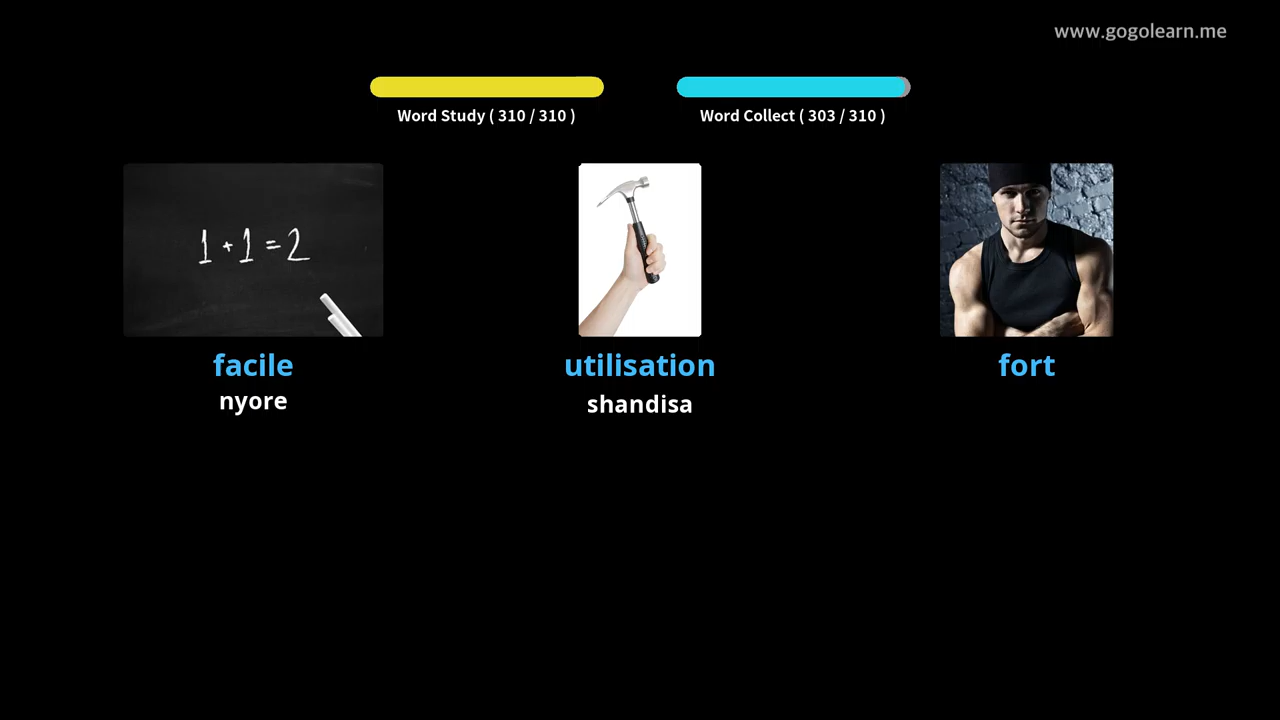 www.gogolearn.me
Word Study ( 310 / 310 )
Word Collect ( 303 / 310 )
1 + 1 = 2
facile
nyore
utilisation
shandisa
fort